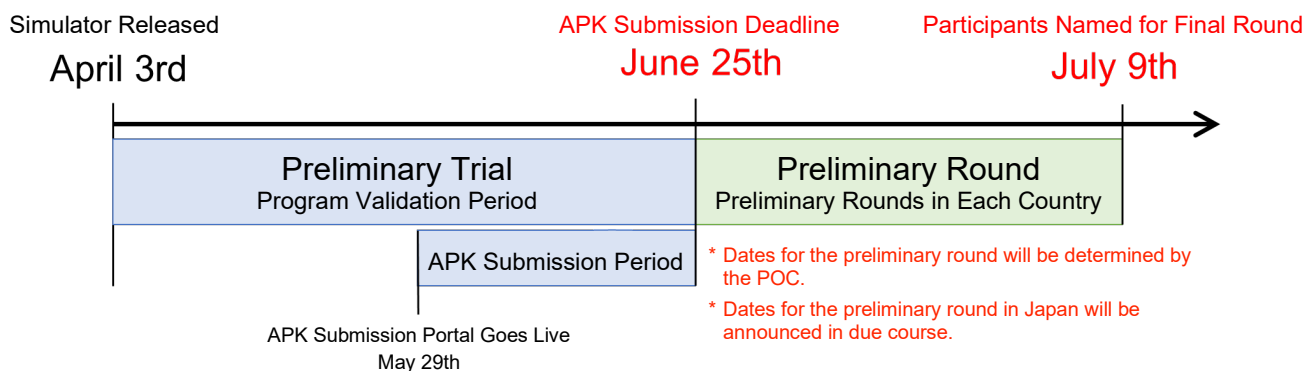 Simulator Released
April 3rd
APK Submission Deadline
June 25th
Participants Named for Final Round
July 9th
Preliminary Trial
Program Validation Period
Preliminary Round
Preliminary Rounds in Each Country
APK Submission Period
* Dates for the preliminary round will be determined by
the POC.
* Dates for the preliminary round in Japan will be
announced in due course.
APK Submission Portal Goes Live
May 29th